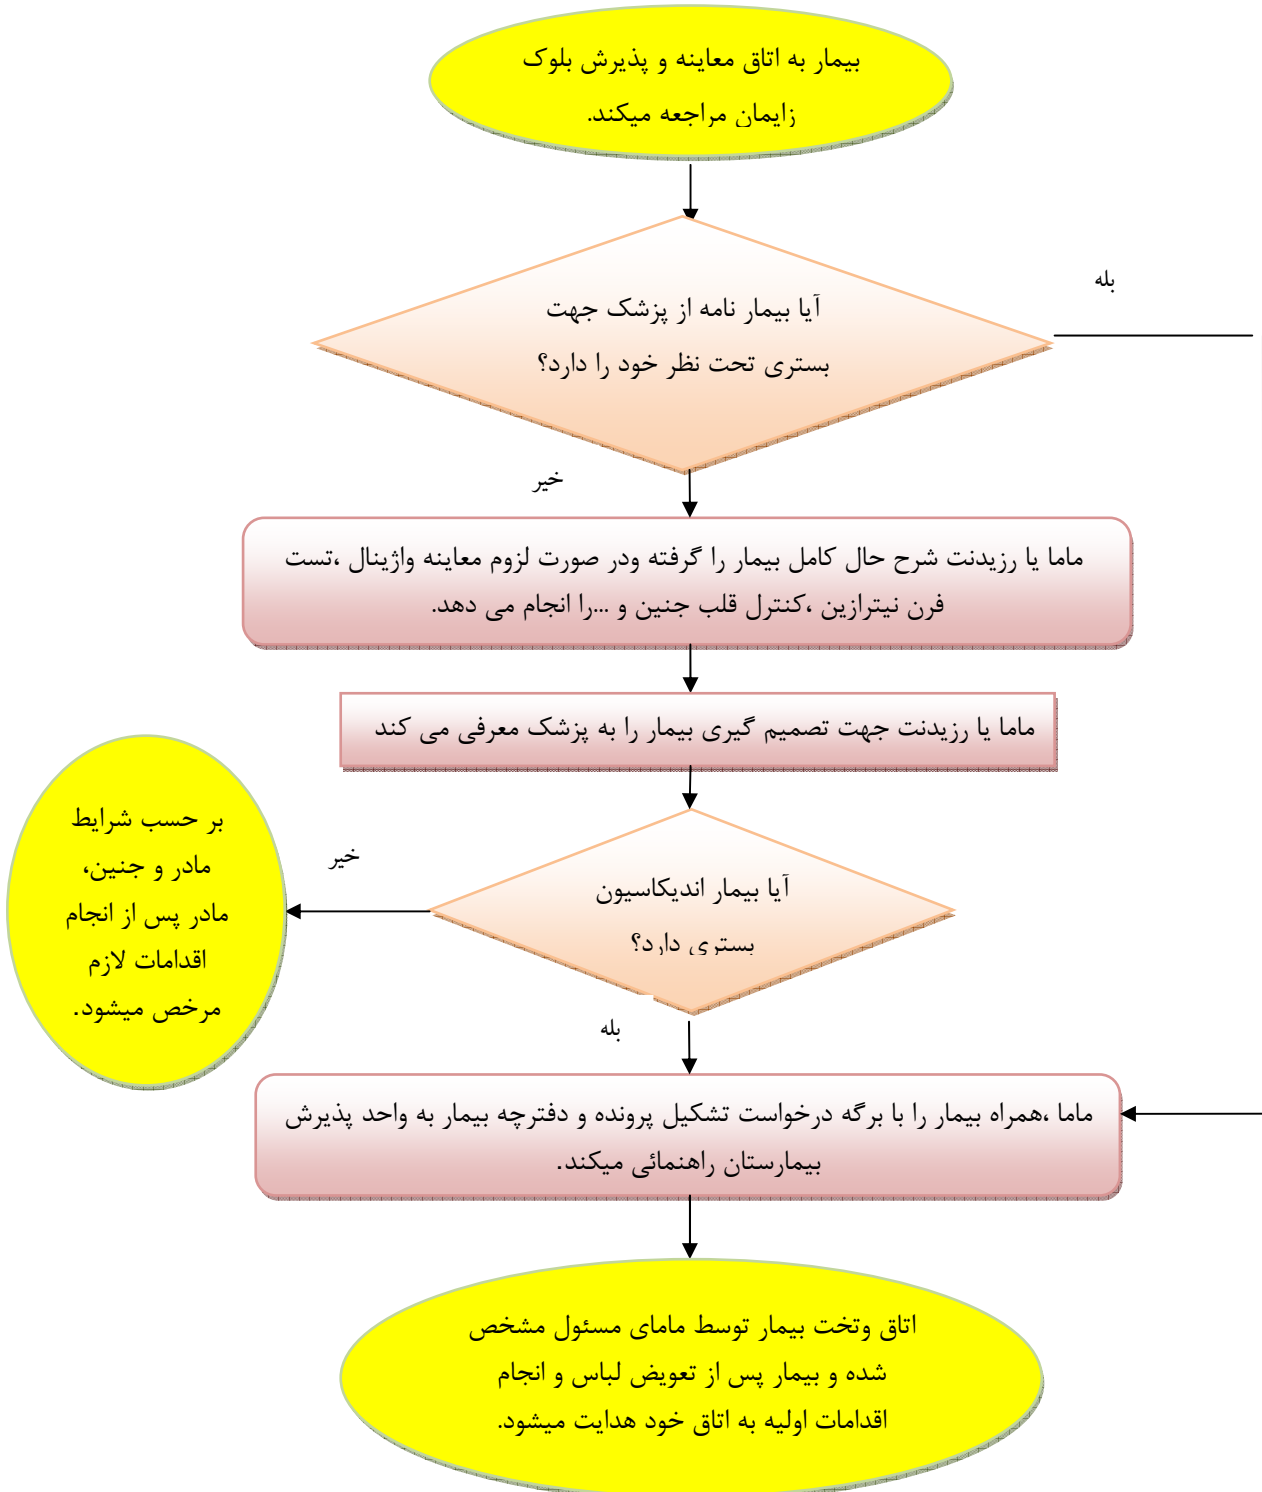 بیمار به اتاق معاینه و پذیرش بلوک
زایمان مراجعه میکند.
آیا بیمار نامه از پزشک جهت
بستری تحت نظر خود را دارد؟
بله
خیر
ماما یا رزیدنت شرح حال کامل بیمار را گرفته ودر صورت لزوم معاینه واژینال ،تست
فرن نیترازین ،کنترل قلب جنین و ...را انجام می دهد.
ماما یا رزیدنت جهت تصمیم گیری بیمار را به پزشک معرفی می کند
آیا بیمار اندیکاسیون
بستری دارد؟
خیر
بر حسب شرایط
مادر و جنین،
مادر پس از انجام
اقدامات لازم
مرخص میشود.
بله
ماما ،همراه بیمار را با برگه درخواست تشکیل پرونده و دفترچه بیمار به واحد پذیرش
بیمارستان راهنمائی میکند.
اتاق وتخت بیمار توسط مامای مسئول مشخص
شده و بیمار پس از تعویض لباس و انجام
اقدامات اولیه به اتاق خود هدایت میشود.